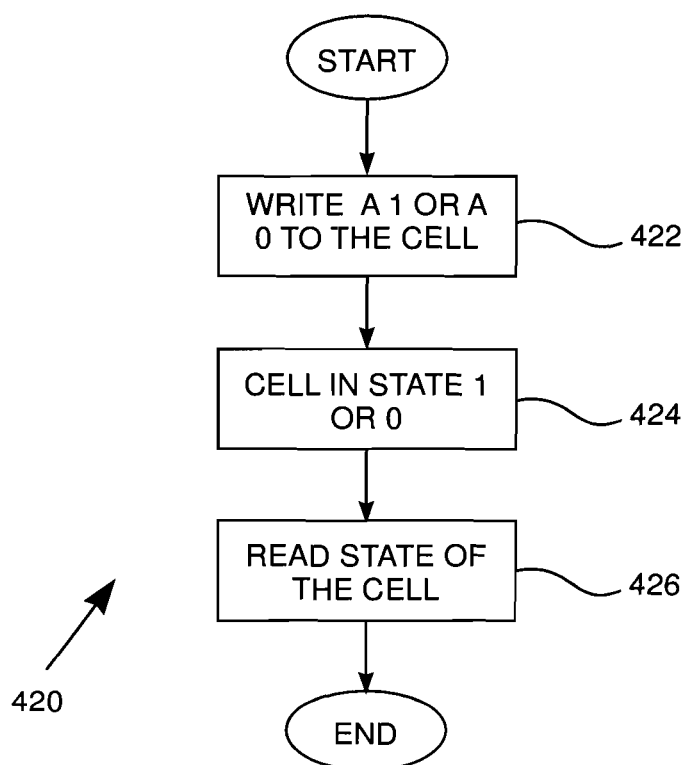 START
WRITE A 1 OR A
0 TO THE CELL
422
CELL IN STATE 1
OR 0
424
READ STATE OF
THE CELL
426
420
END